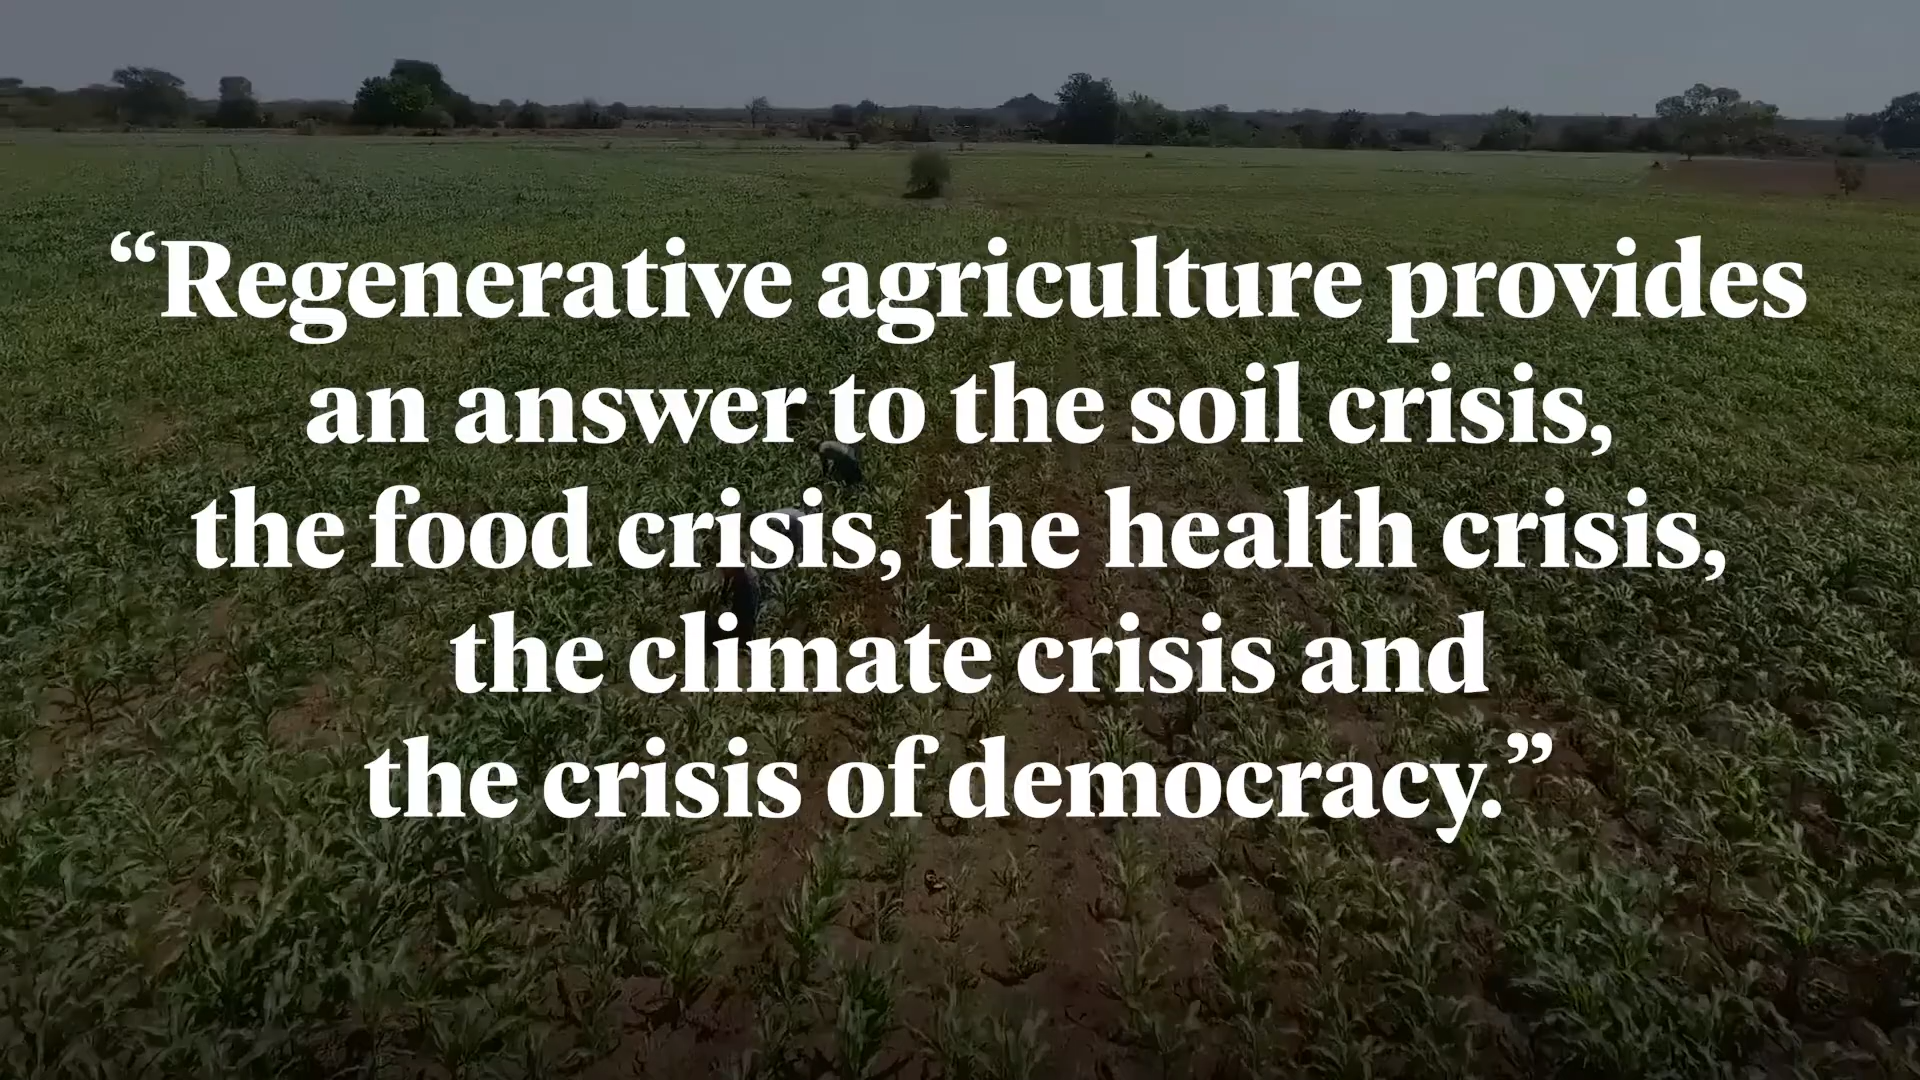 “Regenerative agriculture provides
an answer to the soil crisis,
the food crisis, the health crisis,
the climate crisis and
the crisis of democracy.”